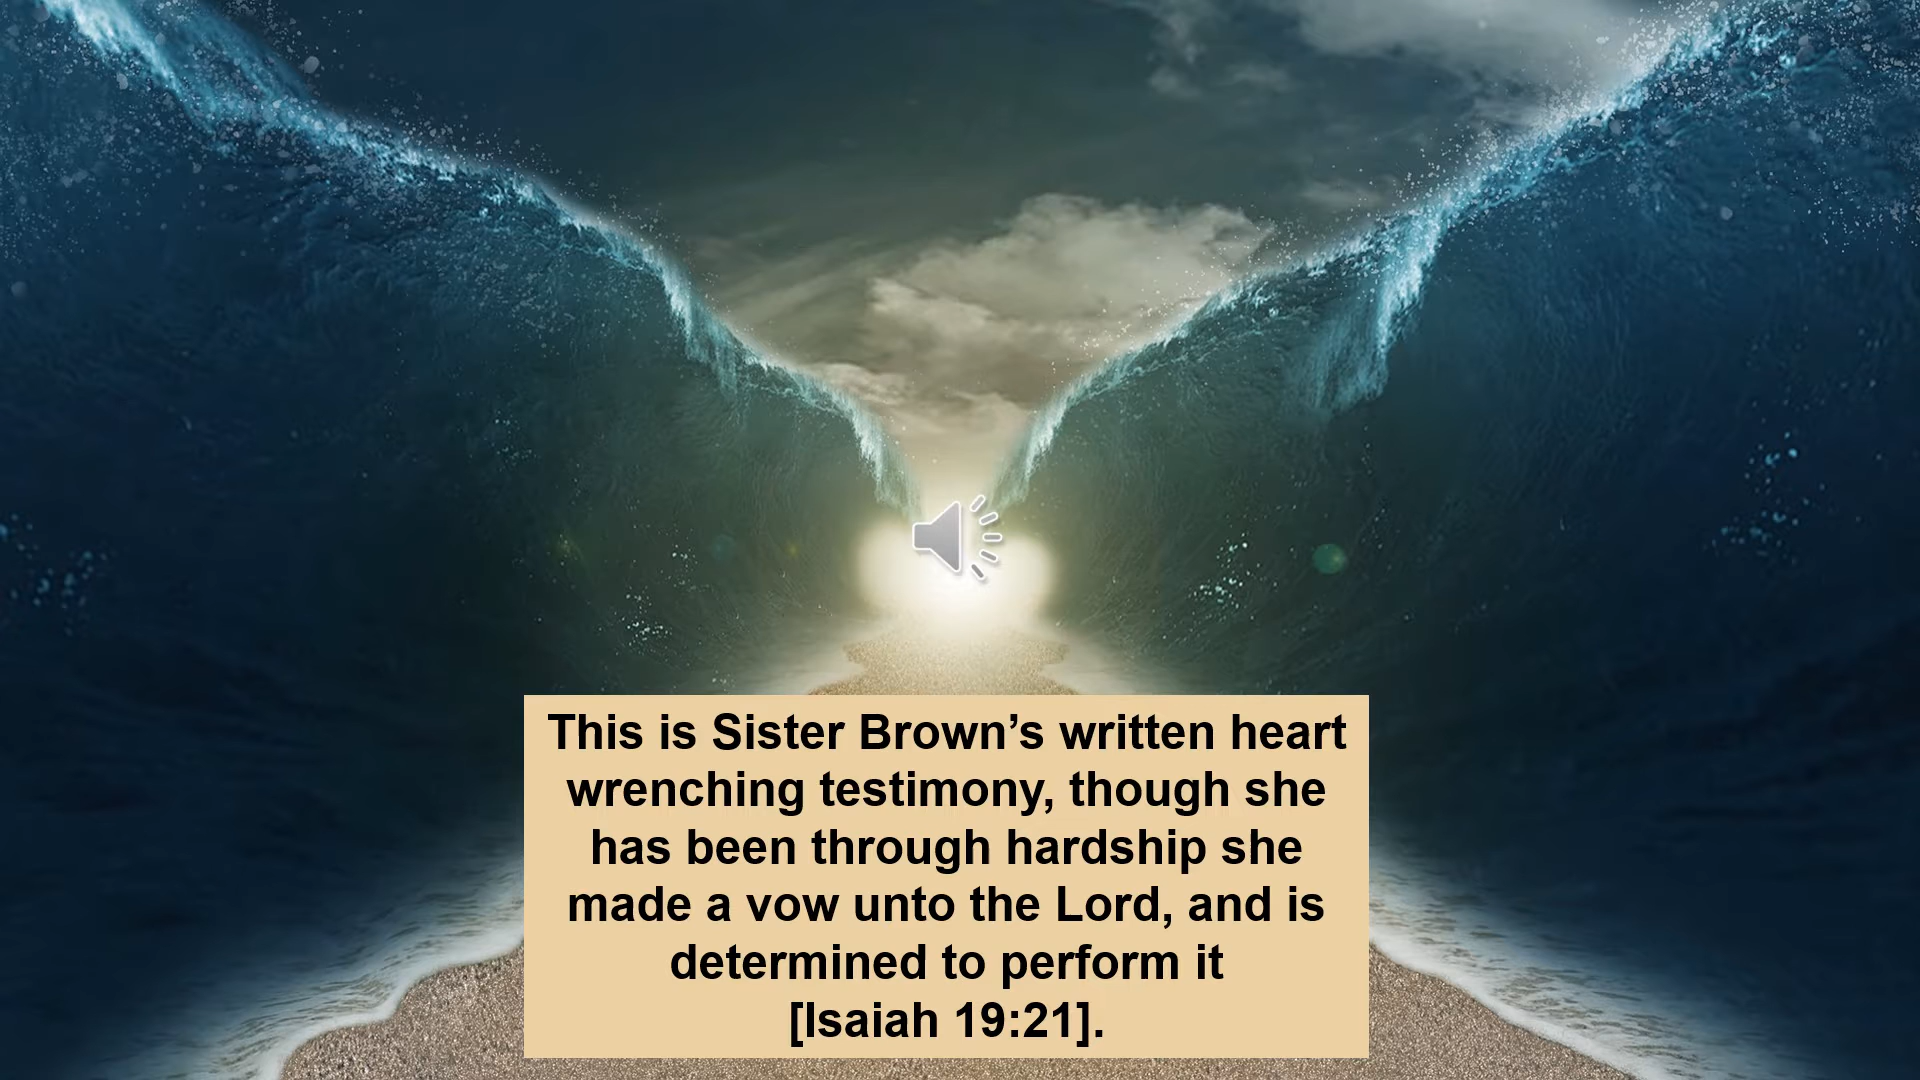 This is Sister Brown’s written heart
wrenching testimony, though she
has been through hardship she
made a vow unto the Lord, and is
determined to perform it
[Isaiah 19:21].